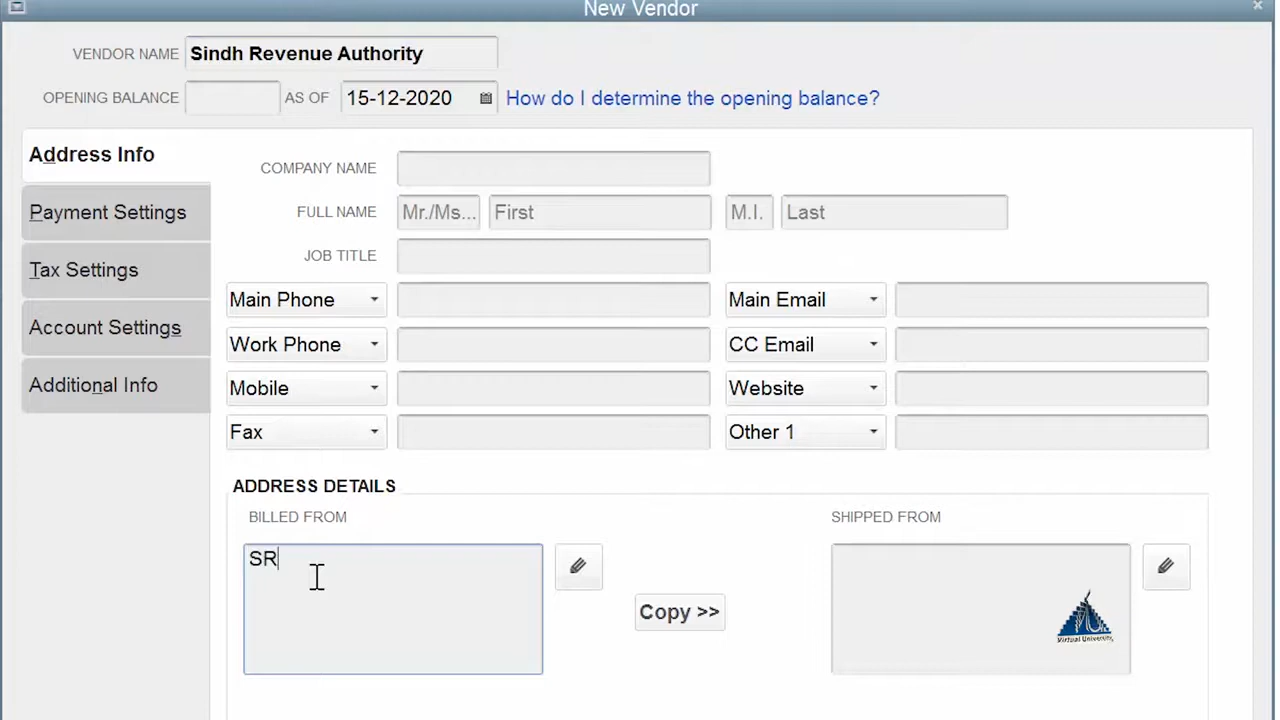 New Vendor
VENDOR NAME Sindh Revenue Authority
OPENING BALANCE AS OF 15-12-2020 How do I determine the opening balance?
Address Info
Payment Settings
Tax Settings
Account Settings
Additional Info
COMPANY NAME
FULL NAME Mr./Ms... First M.I. Last
JOB TITLE
Main Phone Main Email
Work Phone CC Email
Mobile Website
Fax Other 1
ADDRESS DETAILS
BILLED FROM SHIPPED FROM
SR
Copy >>
Virtual University